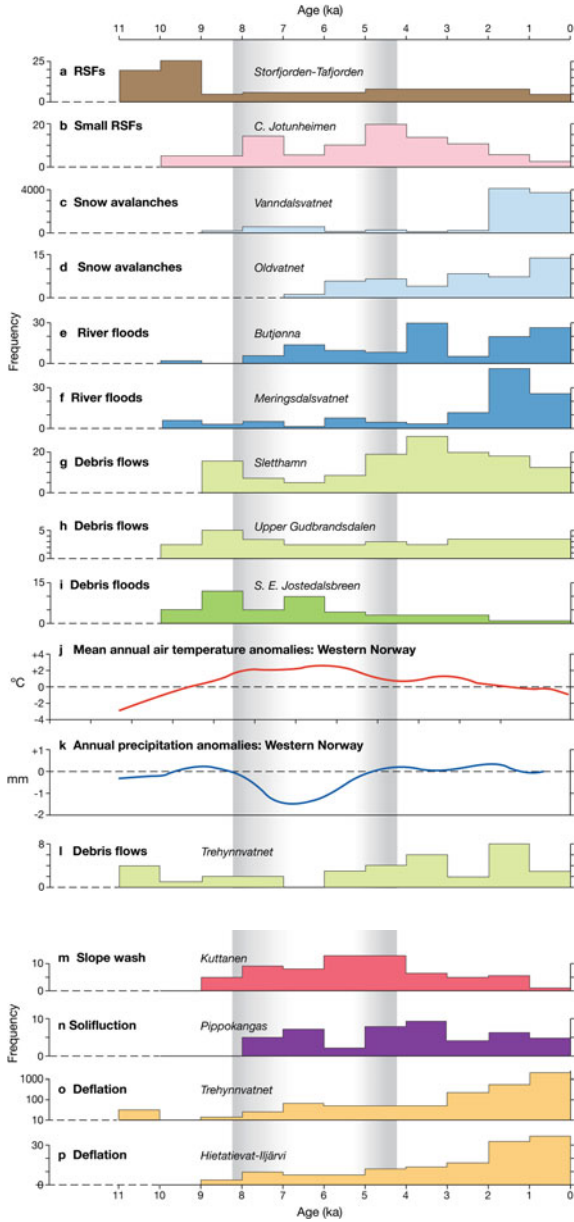 Age (ka)
11 10 9 8 7 6 5 4 3 2 1 0
25
0
a RSFs
Storfjorden-Tafjorden
20
0
b Small RSFs
C. Jotunheimen
4000
0
c Snow avalanches
Vanndalsvatnet
15
0
d Snow avalanches
Oldvatnet
30
0
e River floods
Butjønna
Frequency
30
0
f River floods
Meringsdalsvatnet
20
0
g Debris flows
Sletthamn
5
0
h Debris flows
Upper Gudbrandsdalen
15
0
i Debris floods
S. E. Jostedalsbreen
j Mean annual air temperature anomalies: Western Norway
°C
+4
+2
0
-2
-4
k Annual precipitation anomalies: Western Norway
mm
+1
0
-1
-2
8
0
l Debris flows
Trehynnvatnet
10
0
m Slope wash
Kuttanen
Frequency
10
0
n Solifluction
Pippokangas
1000
100
10
o Deflation
Trehynnvatnet
30
0
p Deflation
Hietatievat-Iljärvi
11 10 9 8 7 6 5 4 3 2 1 0
Age (ka)